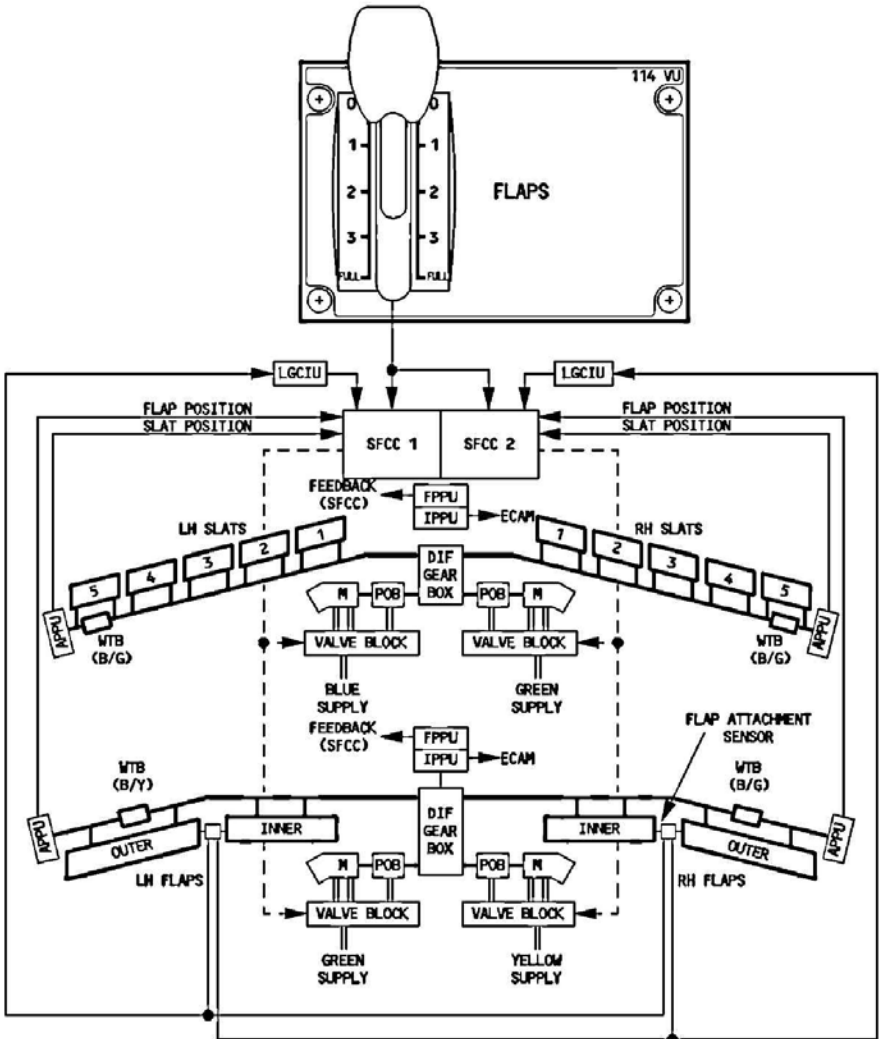 114 VU
0 0
1 1
2 2
3 3
FULL FULL
FLAPS
LGCIU
LGCIU
FLAP POSITION
SLAT POSITION
SFCC 1
SFCC 2
FLAP POSITION
SLAT POSITION
FEEDBACK
(SFCC)
FPPU
IPPU
ECAM
LH SLATS
5 4 3 2 1
RH SLATS
1 2 3 4 5
DIF
GEAR
BOX
M
POB
POB
M
APPU
WTB
(B/G)
VALVE BLOCK
VALVE BLOCK
WTB
(B/G)
APPU
BLUE
SUPPLY
GREEN
SUPPLY
FEEDBACK
(SFCC)
FPPU
IPPU
ECAM
FLAP ATTACHMENT
SENSOR
WTB
(B/Y)
WTB
(B/G)
APPU
OUTER
INNER
LH FLAPS
DIF
GEAR
BOX
INNER
OUTER
RH FLAPS
APPU
M
POB
POB
M
VALVE BLOCK
VALVE BLOCK
GREEN
SUPPLY
YELLOW
SUPPLY